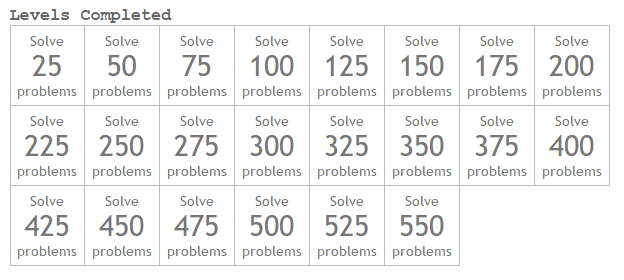 Levels Completed
Solve Solve Solve Solve Solve Solve Solve Solve
25 50 75 100 125 150 175 200
problems problems problems problems problems problems problems problems
Solve Solve Solve Solve Solve Solve Solve Solve
225 250 275 300 325 350 375 400
problems problems problems problems problems problems problems problems
Solve Solve Solve Solve Solve Solve
425 450 475 500 525 550
problems problems problems problems problems problems